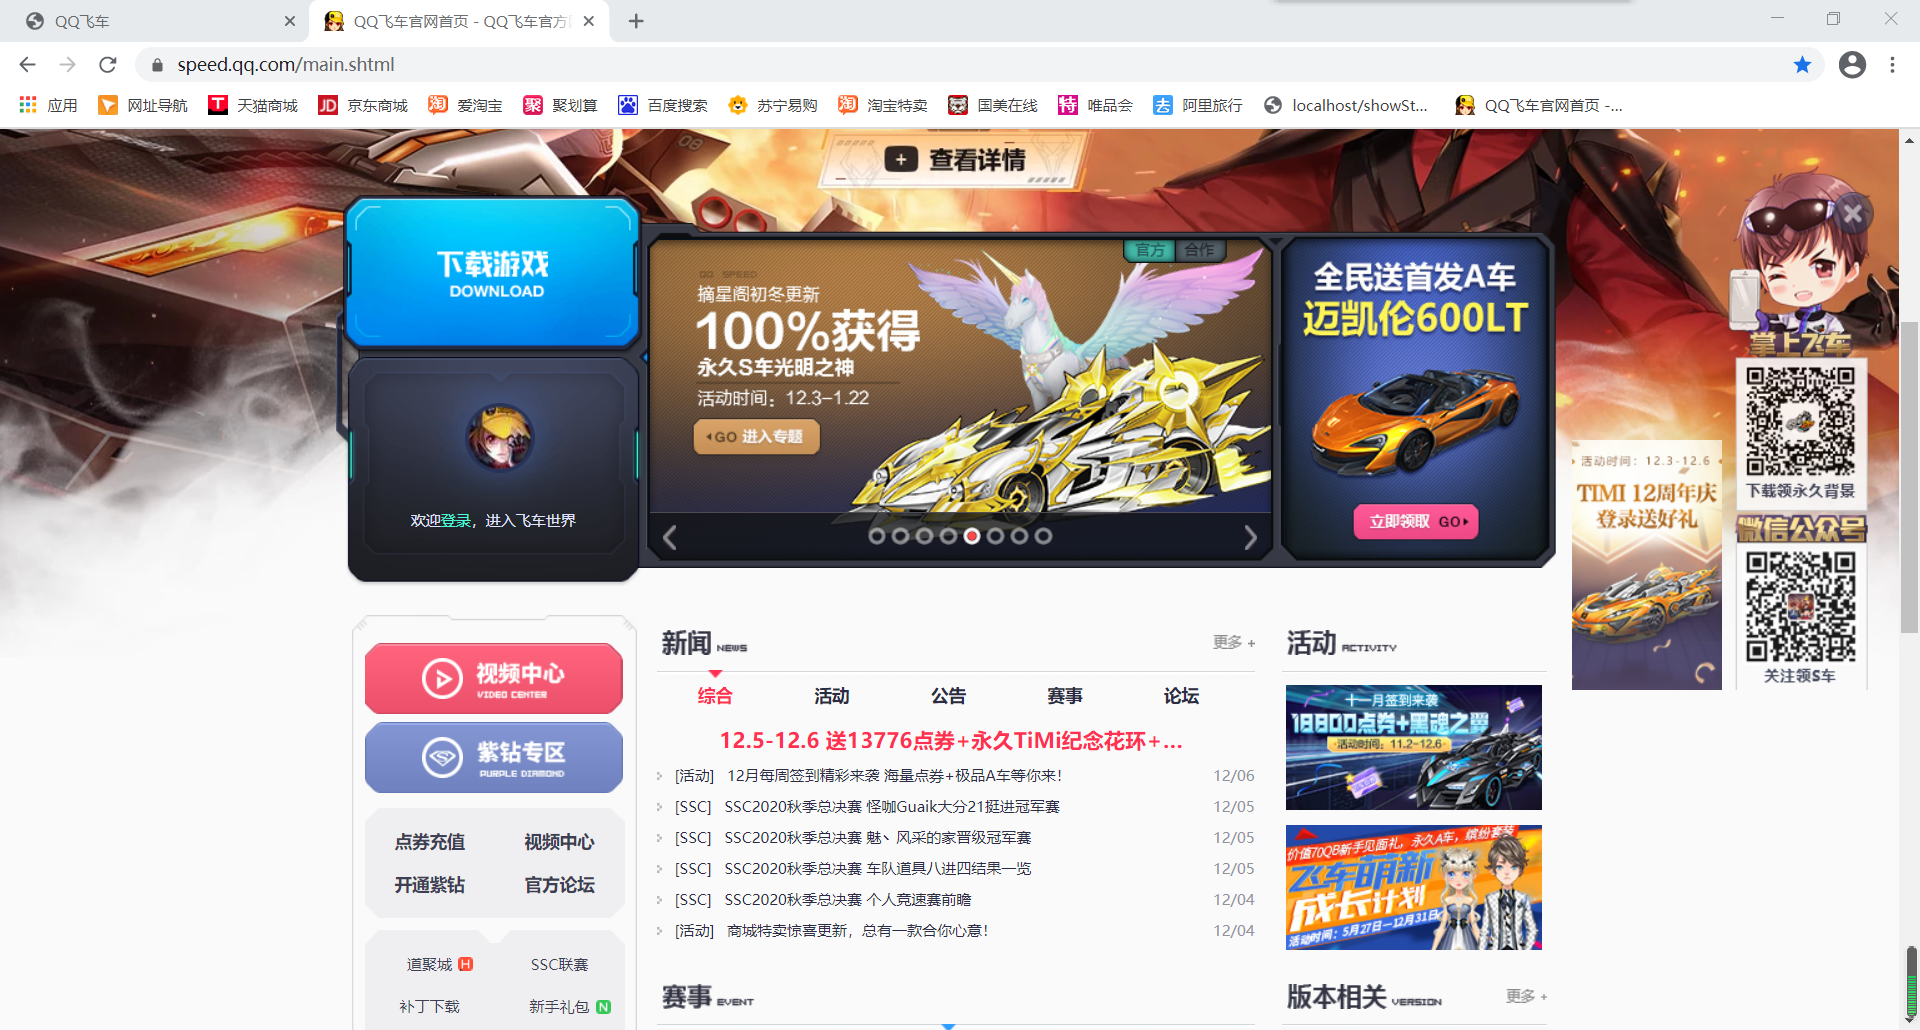 QQ飞车
QQ飞车官网首页 - QQ飞车官方
speed.qq.com/main.shtml
应用
网址导航
天猫商城
京东商城
爱淘宝
聚划算
百度搜索
苏宁易购
淘宝特卖
国美在线
唯品会
阿里旅行
localhost/showSt...
QQ飞车官网首页 -...
08
查看详情
下载游戏
DOWNLOAD
欢迎登录，进入飞车世界
官方 合作
QQ SPEED
摘星阁初冬更新
100%获得
永久S车光明之神
活动时间：12.3-1.22
GO 进入专题
全民送首发A车
迈凯伦600LT
立即领取 GO
掌上飞车
下载领永久背景
微信公众号
关注领S车
活动时间：12.3-12.6
TIMI 12周年庆
登录送好礼
视频中心
VIDEO CENTER
紫钻专区
PURPLE DIAMOND
点券充值 视频中心
开通紫钻 官方论坛
道聚城 H SSC联赛
补丁下载 新手礼包 N
新闻 NEWS 更多 +
综合 活动 公告 赛事 论坛
12.5-12.6 送13776点券+永久TiMi纪念花环+...
[活动] 12月每周签到精彩来袭 海量点券+极品A车等你来！ 12/06
[SSC] SSC2020秋季总决赛 怪咖Guaik大分21挺进冠军赛 12/05
[SSC] SSC2020秋季总决赛 魅丶风采的家晋级冠军赛 12/05
[SSC] SSC2020秋季总决赛 车队道具八进四结果一览 12/05
[SSC] SSC2020秋季总决赛 个人竞速赛前瞻 12/04
[活动] 商城特卖惊喜更新，总有一款合你心意！ 12/04
赛事 EVENT
活动 ACTIVITY
十一月签到来袭
18800点券+黑魂之翼
活动时间：11.2-12.6
价值70QB新手见面礼，永久A车，缤纷套装
飞车萌新
成长计划
活动时间：5月27日—12月31日
版本相关 VERSION 更多 +